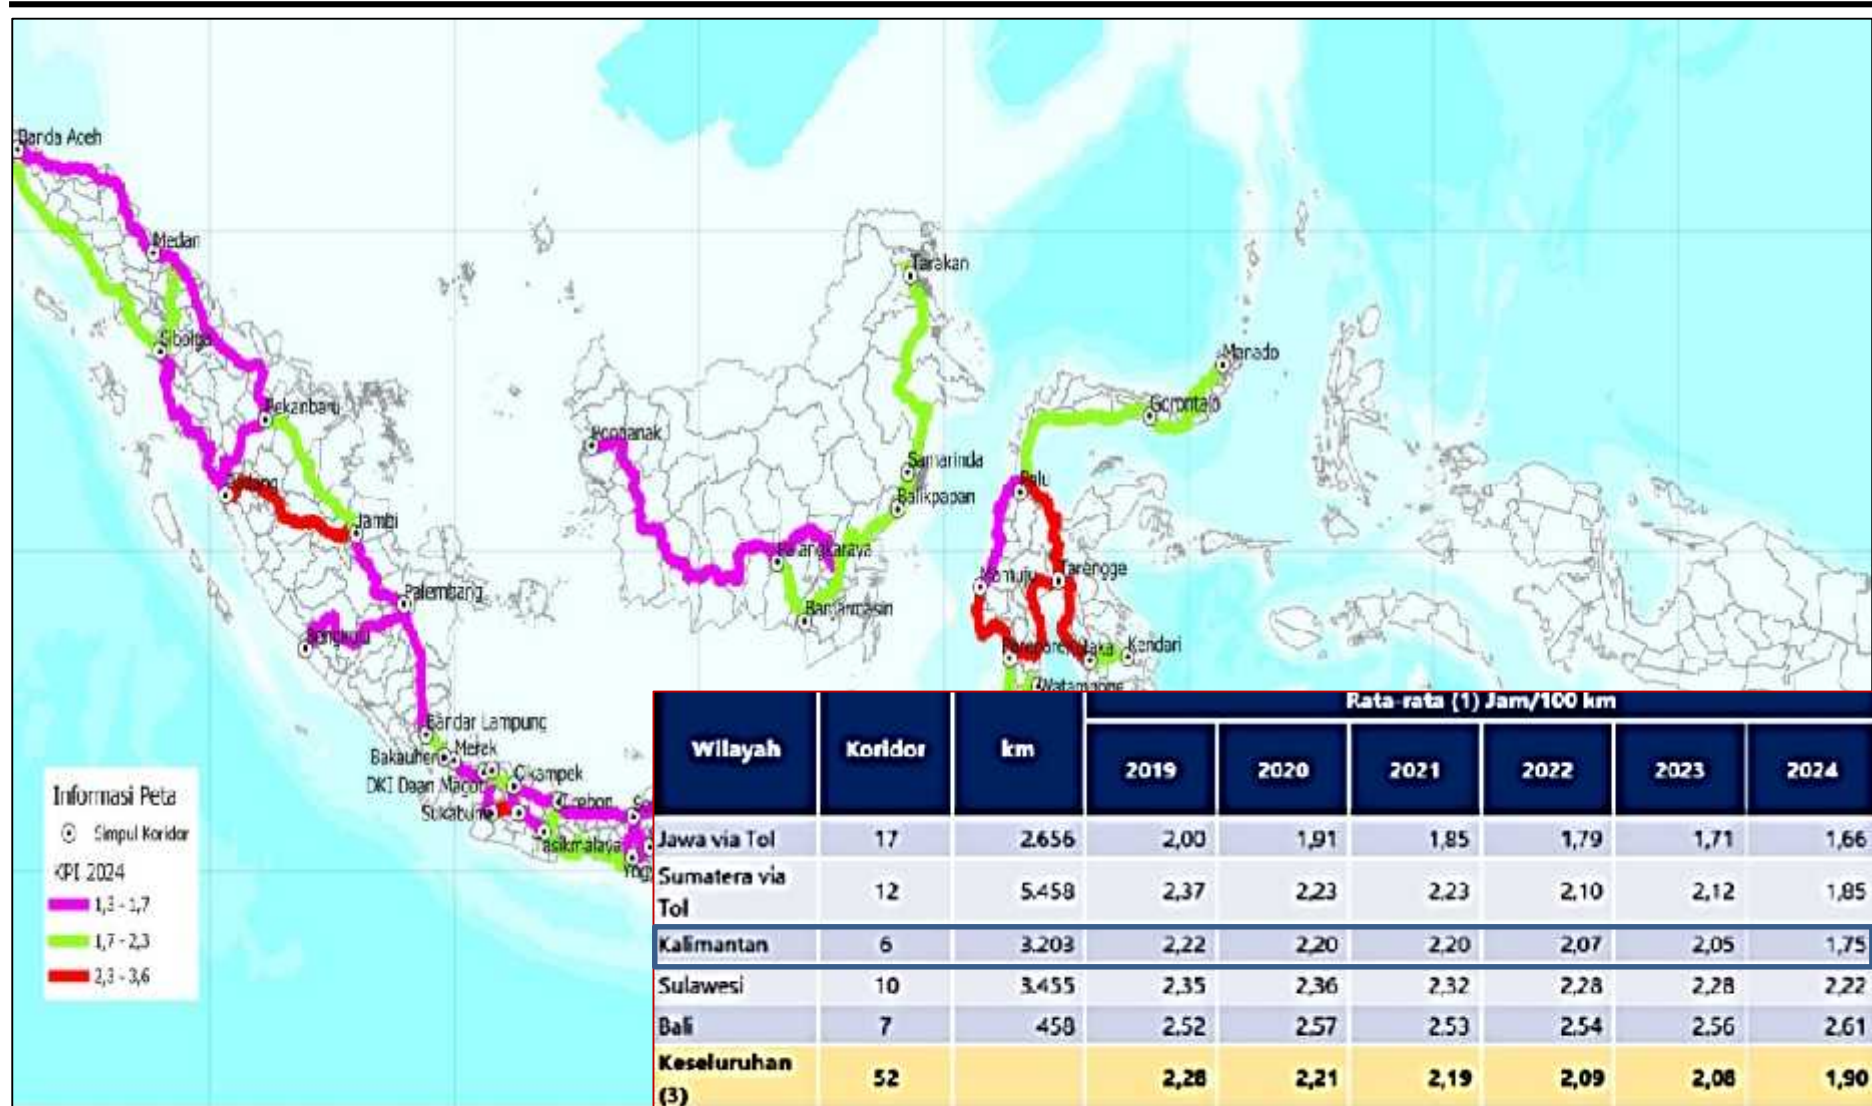 Banda Aceh
Medan
Tarakan
Sibolga
Manado
Pekanbaru
Gorontalo
Samarinda
Balikpapan
Palu
Jambi
Palangkaraya
Mamuju
Tarengge
Palembang
Banjarmasin
Bengkulu
Kendari
Watampone
Bandar Lampung
Bakauheni
Merak
DKI Daan Mogot
Cikampek
Sukabumi
Cirebon
Tasikmalaya
Informasi Peta
Simpul Koridor
KPI 2024
1,3 - 1,7
1,7 - 2,3
2,3 - 3,6
Rata-rata (1) Jam/100 km
Wilayah Koridor km 2019 2020 2021 2022 2023 2024
Jawa via Tol 17 2.656 2,00 1,91 1,85 1,79 1,71 1,66
Sumatera via
Tol 12 5.458 2,37 2,23 2,23 2,10 2,12 1,85
Kalimantan 6 3.203 2,22 2,20 2,20 2,07 2,05 1,75
Sulawesi 10 3.455 2,35 2,36 2,32 2,28 2,28 2,22
Bali 7 458 2,52 2,57 2,53 2,54 2,56 2,61
Keseluruhan
(3) 52 2,28 2,21 2,19 2,09 2,08 1,90